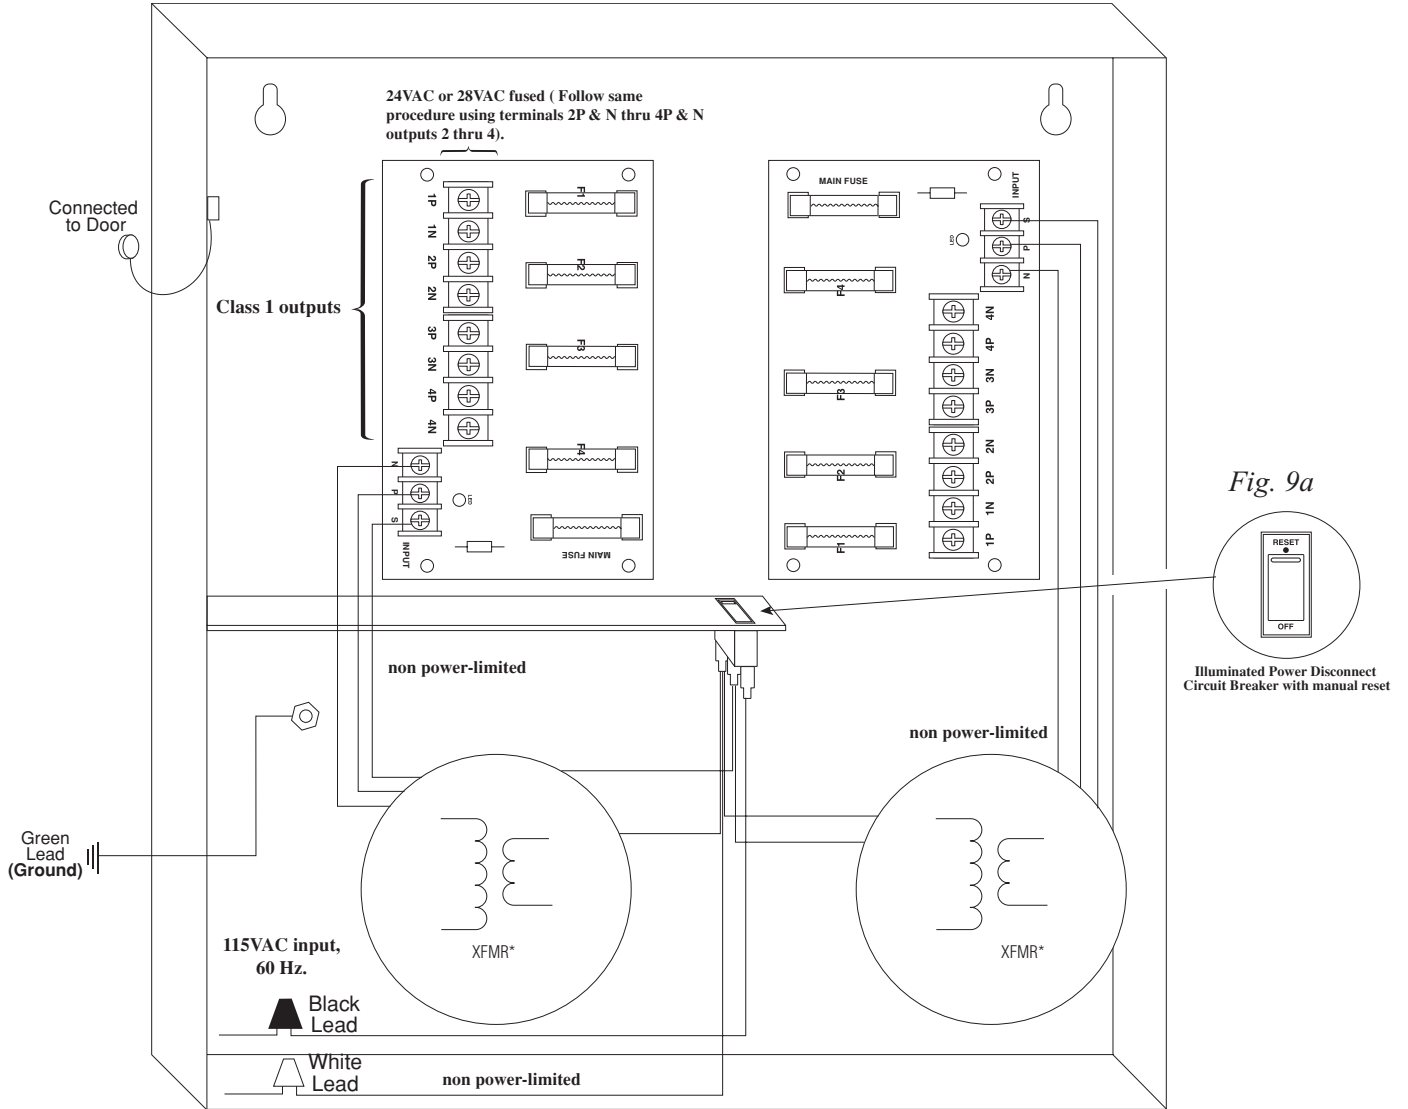 24VAC or 28VAC fused ( Follow same
procedure using terminals 2P & N thru 4P & N
outputs 2 thru 4).
Connected
to Door
Class 1 outputs
1P
1N
2P
2N
3P
3N
4P
4N
F1
F2
F3
F4
MAIN FUSE
N
P
S
LED
INPUT
MAIN FUSE
INPUT
S
P
N
LED
F4
F3
F2
F1
4N
4P
3N
3P
2N
2P
1N
1P
Fig. 9a
RESET
OFF
Illuminated Power Disconnect
Circuit Breaker with manual reset
non power-limited
non power-limited
Green
Lead
(Ground)
XFMR*
XFMR*
115VAC input,
60 Hz.
Black
Lead
White
Lead
non power-limited